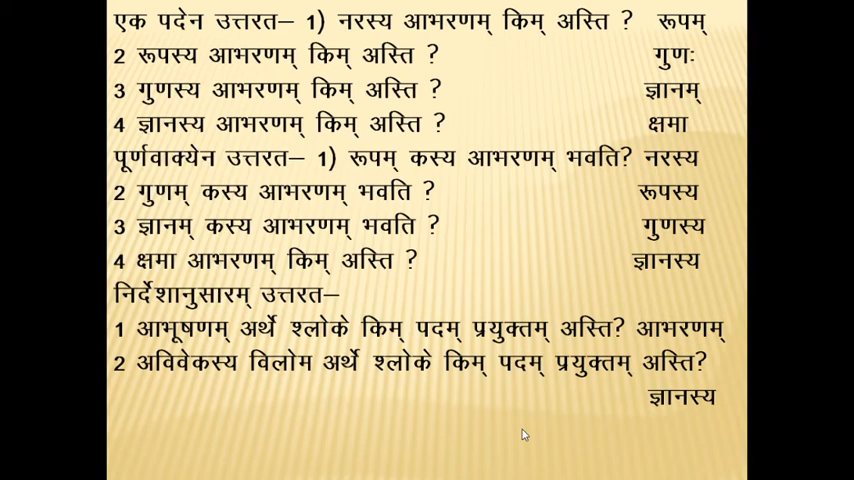 एक पदेन उत्तरत– 1) नरस्य आभरणम् किम् अस्ति ? रूपम्
2 रूपस्य आभरणम् किम् अस्ति ? गुणः
3 गुणस्य आभरणम् किम् अस्ति ? ज्ञानम्
4 ज्ञानस्य आभरणम् किम् अस्ति ? क्षमा
पूर्णवाक्येन उत्तरत– 1) रूपम् कस्य आभरणम् भवति? नरस्य
2 गुणम् कस्य आभरणम् भवति ? रूपस्य
3 ज्ञानम् कस्य आभरणम् भवति ? गुणस्य
4 क्षमा आभरणम् किम् अस्ति ? ज्ञानस्य
निर्देशानुसारम् उत्तरत–
1 आभूषणम् अर्थे श्लोके किम् पदम् प्रयुक्तम् अस्ति? आभरणम्
2 अविवेकस्य विलोम अर्थे श्लोके किम् पदम् प्रयुक्तम् अस्ति?
ज्ञानस्य